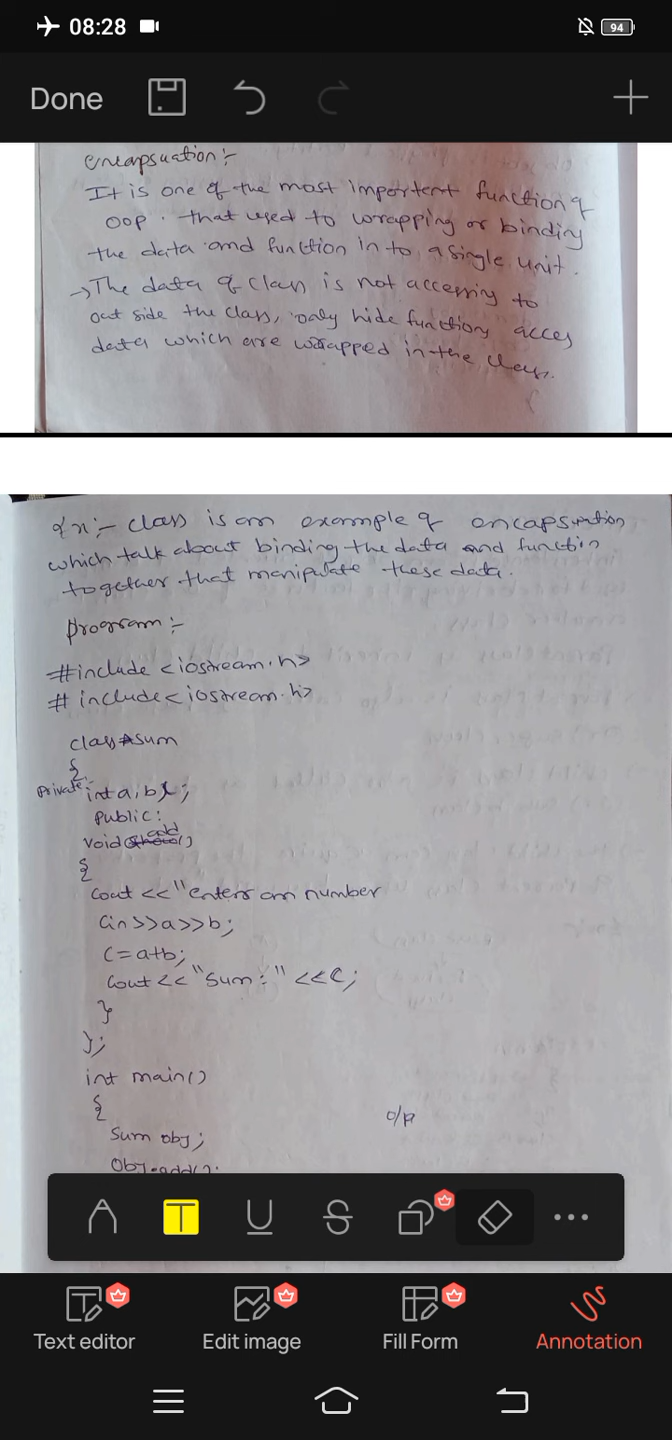 08:28
94
Done
encapsuation :-
It is one of the most importent function of
oop . that used to wrapping or binding
the data and function in to a single unit.
→ The data of class is not accessing to
out side the class, only hide function acces
data which are wrapped in the class.
Ex :- class is an example of encapsution
which talk about binding the data and functin
together that manipulate these data.
program :-
#include <iostream.h>
# include <iostream.h>
class sum
{
Private: int a, b, c;
public:
void add()
{
cout << "enters an number
cin >> a >> b;
c = a+b;
cout << "sum:" << c;
}
};
int main()
{
o/p
sum obj;
obj.add();
T
U
S
Text editor
Edit image
Fill Form
Annotation